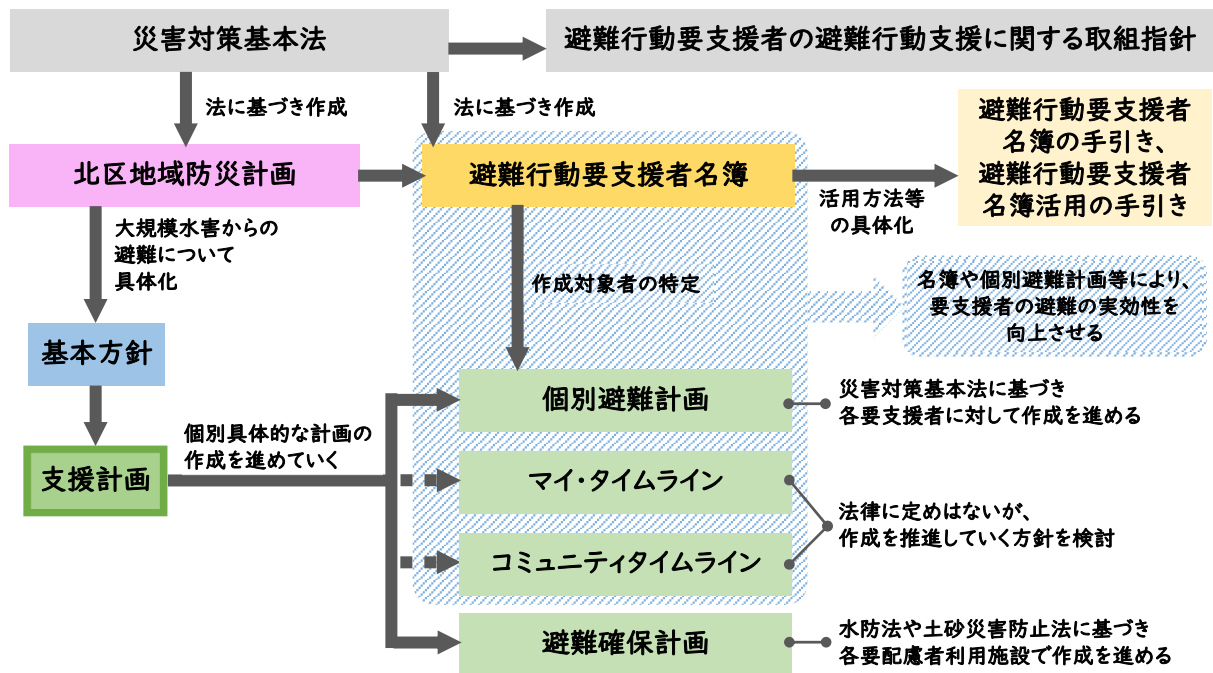 災害対策基本法
避難行動要支援者の避難行動支援に関する取組指針
法に基づき作成
法に基づき作成
避難行動要支援者
名簿の手引き、
避難行動要支援者
名簿活用の手引き
北区地域防災計画
避難行動要支援者名簿
活用方法等
の具体化
大規模水害からの
避難について
具体化
作成対象者の特定
名簿や個別避難計画等により、
要支援者の避難の実効性を
向上させる
基本方針
個別避難計画
災害対策基本法に基づき
各要支援者に対して作成を進める
個別具体的な計画の
作成を進めていく
支援計画
マイ・タイムライン
法律に定めはないが、
作成を推進していく方針を検討
コミュニティタイムライン
避難確保計画
水防法や土砂災害防止法に基づき
各要配慮者利用施設で作成を進める